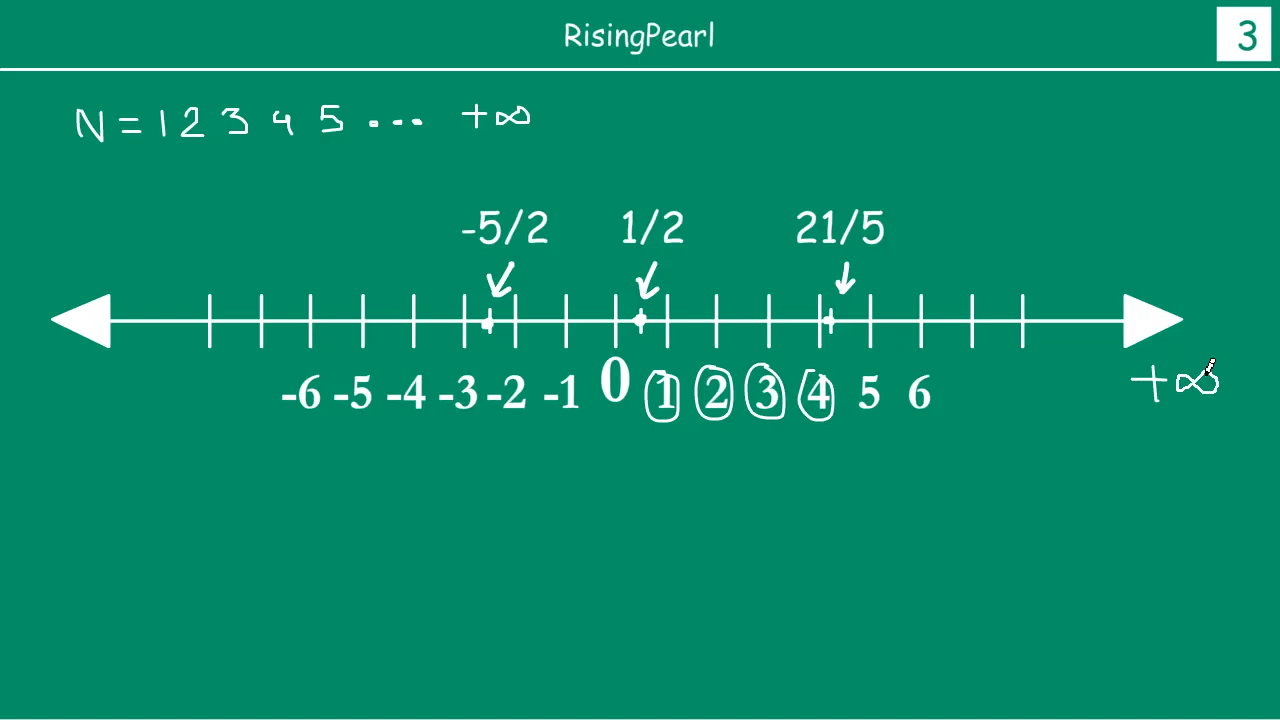 RisingPearl
3
N = 1 2 3 4 5 ... +∞
-5/2 1/2 21/5
-6 -5 -4 -3 -2 -1 0 1 2 3 4 5 6
+∞